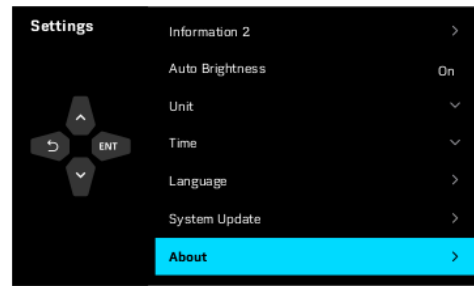 Settings
Information 2
Auto Brightness On
Unit
Time
Language
System Update
About
ENT